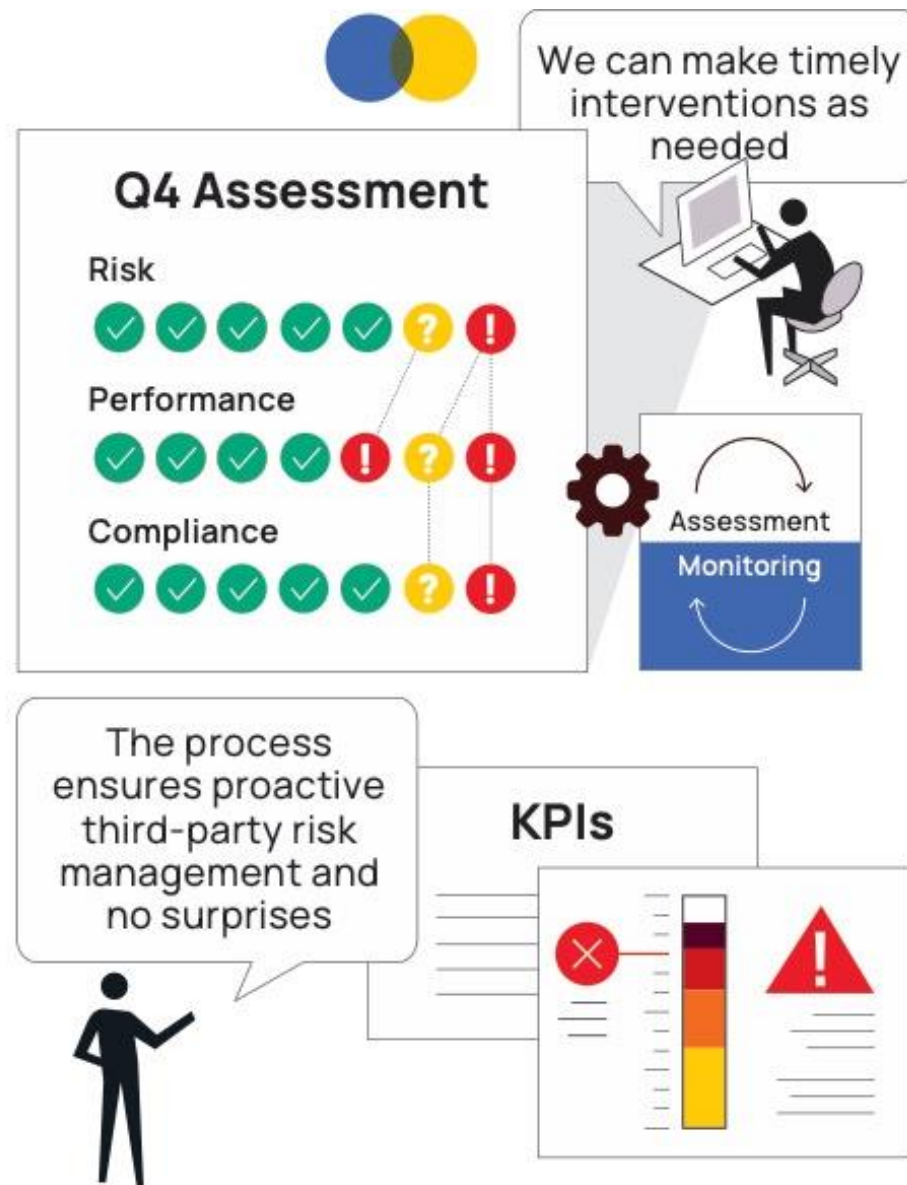 We can make timely
interventions as
needed
Q4 Assessment
Risk
?
!
Performance
!
?
!
Compliance
?
!
Assessment
Monitoring
The process
ensures proactive
third-party risk
management and
no surprises
KPIs
!